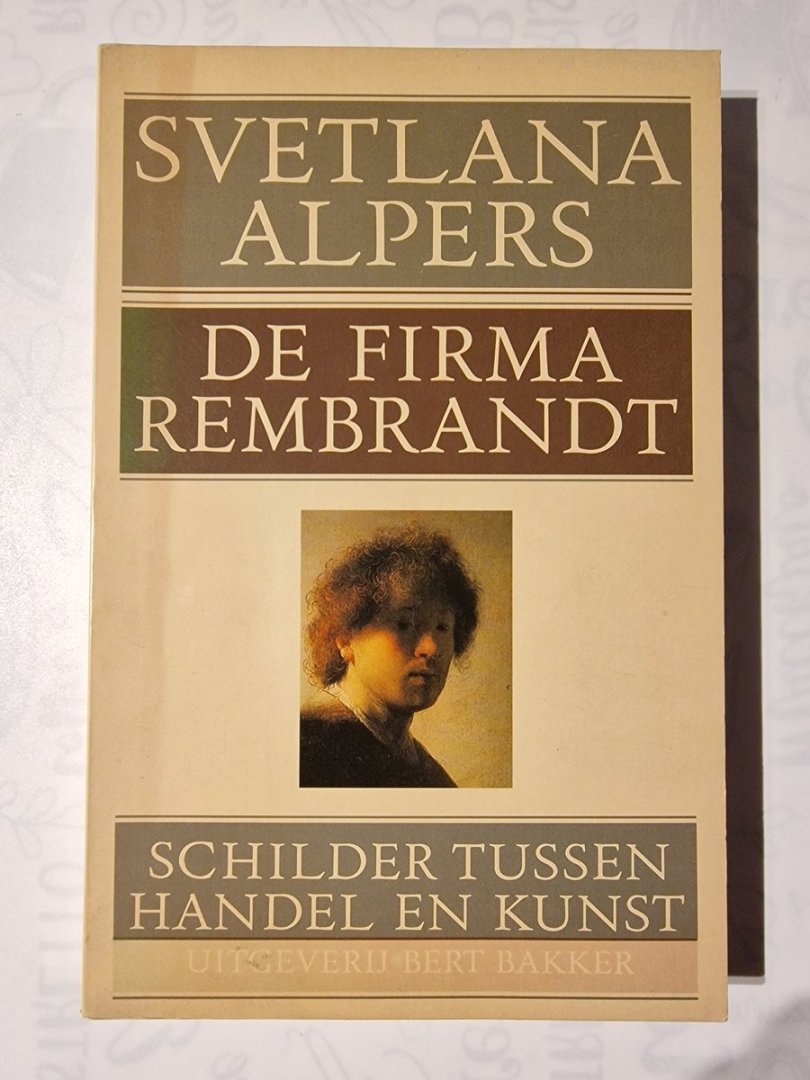 SVETLANA
ALPERS
DE FIRMA
REMBRANDT
SCHILDER TUSSEN
HANDEL EN KUNST
UITGEVERIJ BERT BAKKER